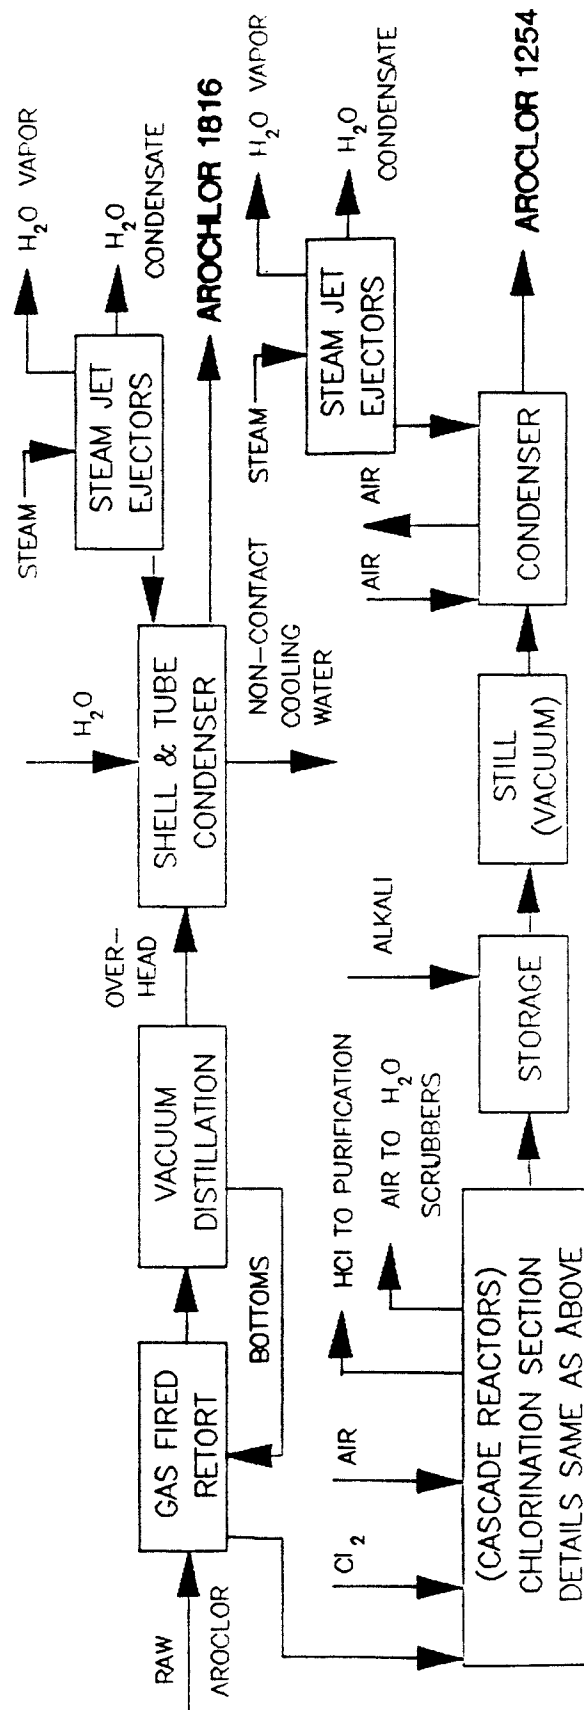 RAW
AROCLOR
GAS FIRED
RETORT
BOTTOMS
VACUUM
DISTILLATION
OVER-
HEAD
H₂O
SHELL & TUBE
CONDENSER
NON-CONTACT
COOLING
WATER
STEAM
STEAM JET
EJECTORS
H₂O VAPOR
H₂O
CONDENSATE
AROCHLOR 1816
Cl₂
AIR
HCl TO PURIFICATION
AIR TO H₂O
SCRUBBERS
(CASCADE REACTORS)
CHLORINATION SECTION
DETAILS SAME AS ABOVE
ALKALI
STORAGE
STILL
(VACUUM)
AIR
AIR
CONDENSER
STEAM
STEAM JET
EJECTORS
H₂O VAPOR
H₂O
CONDENSATE
AROCLOR 1254